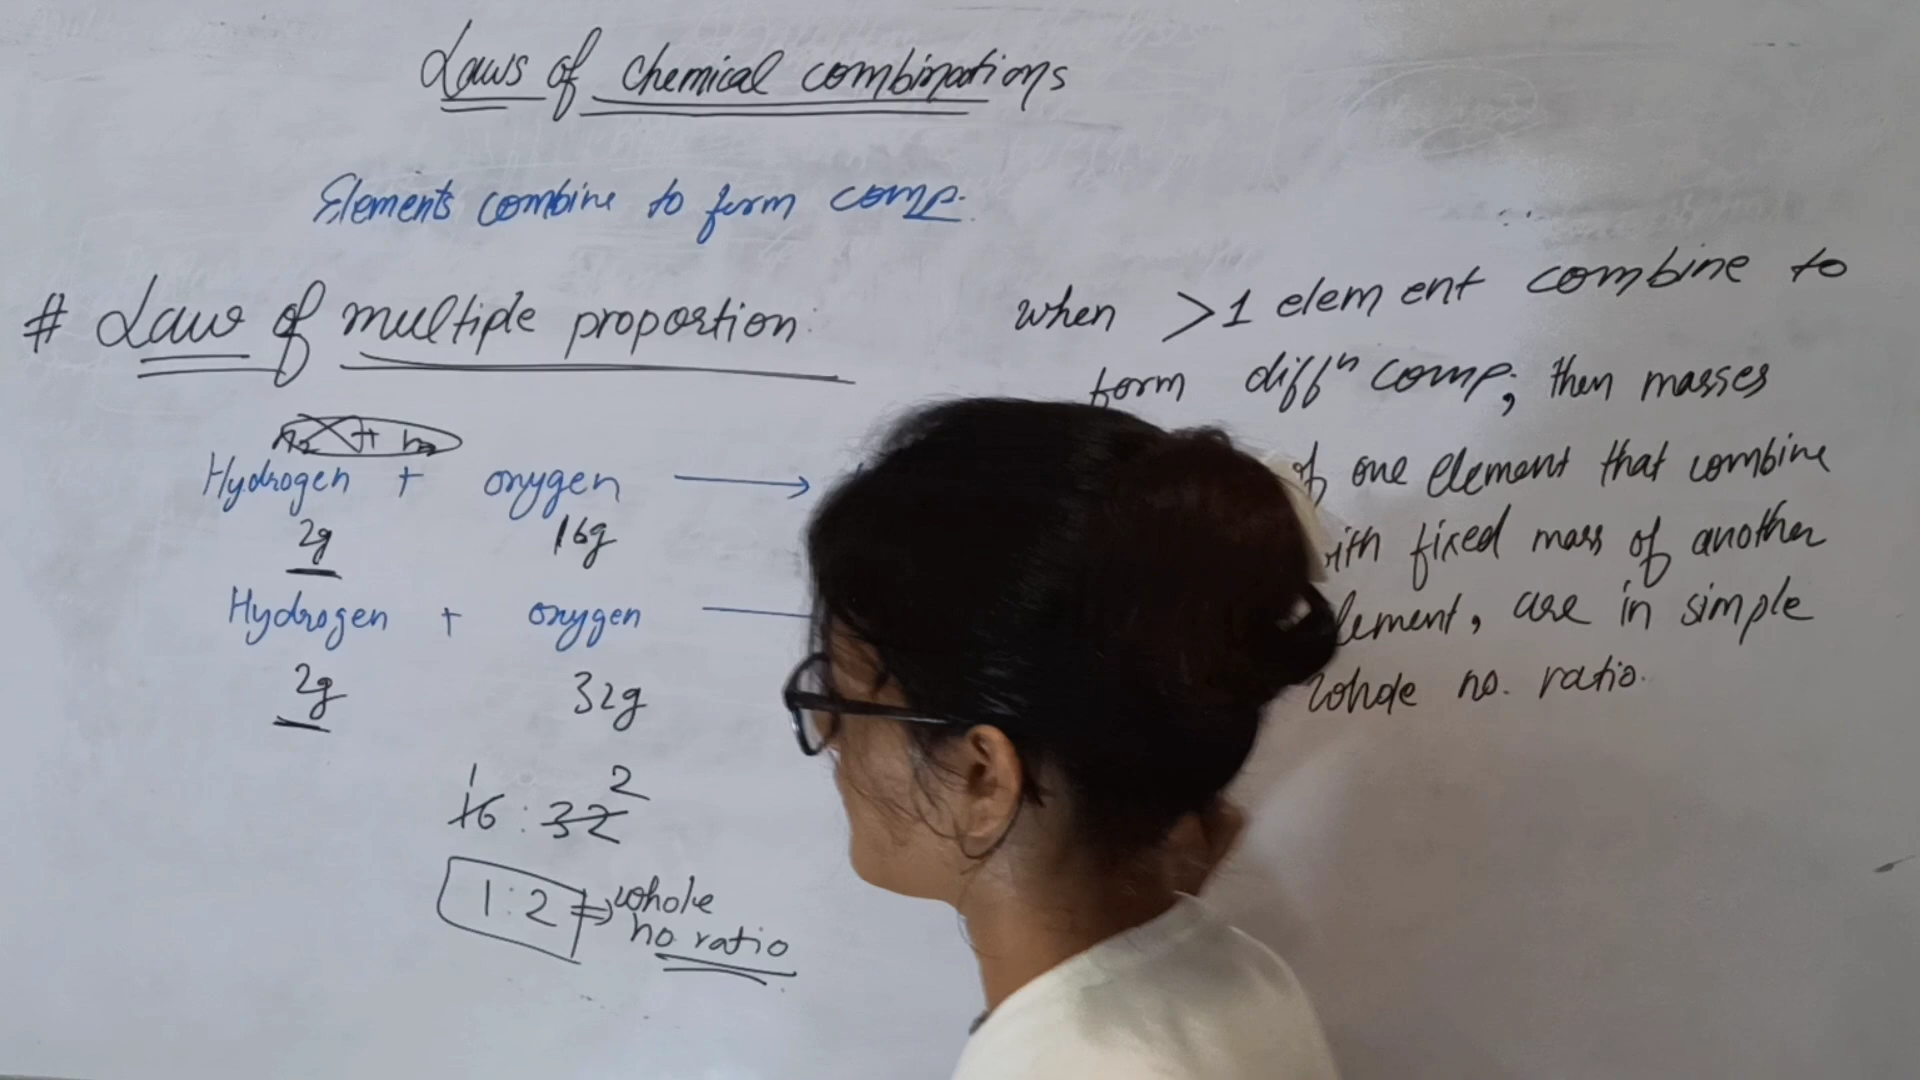 Laws of chemical combinations
Elements combine to form comp.
# Law of multiple proportion
Hydrogen + oxygen →
2g 16g
Hydrogen + oxygen
2g 32g
1 2
16 : 32
1 : 2 ⇒ whole
no. ratio
when >1 element combine to
form diffⁿ comp; then masses
of one element that combine
with fixed mass of another
element, are in simple
whole no. ratio.